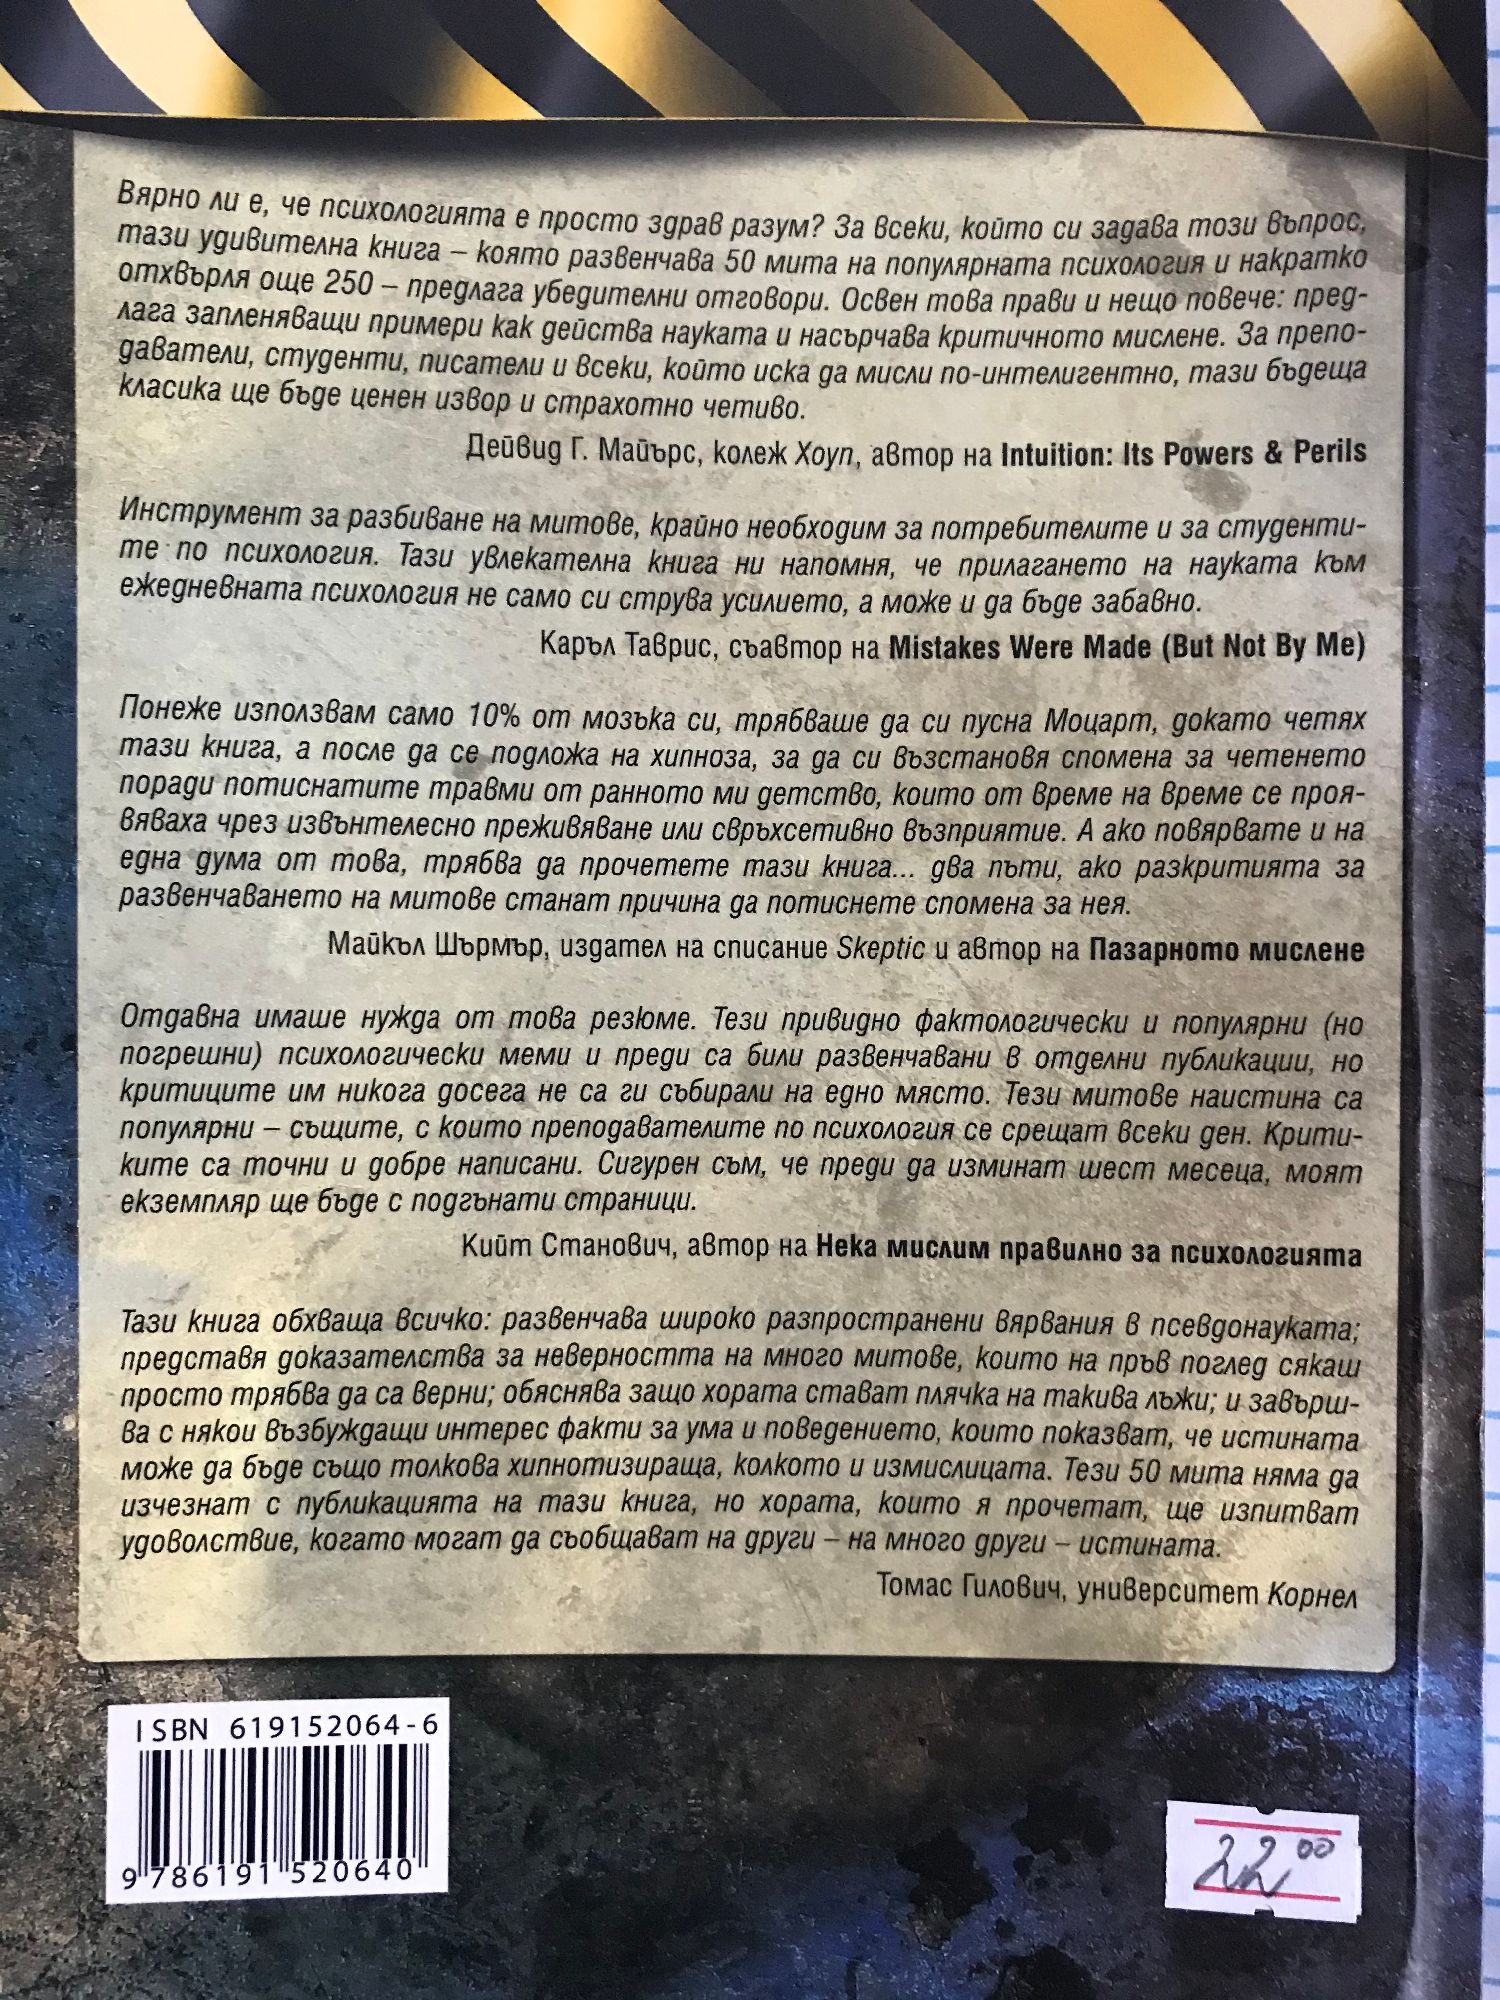 Вярно ли е, че психологията е просто здрав разум? За всеки, който си задава този въпрос,
тази удивителна книга – която развенчава 50 мита на популярната психология и накратко
отхвърля още 250 – предлага убедителни отговори. Освен това прави и нещо повече: пред-
лага запленяващи примери как действа науката и насърчава критичното мислене. За препо-
даватели, студенти, писатели и всеки, който иска да мисли по-интелигентно, тази бъдеща
класика ще бъде ценен извор и страхотно четиво.
Дейвид Г. Майърс, колеж Хоуп, автор на Intuition: Its Powers & Perils
Инструмент за разбиване на митове, крайно необходим за потребителите и за студенти-
те по психология. Тази увлекателна книга ни напомня, че прилагането на науката към
ежедневната психология не само си струва усилието, а може и да бъде забавно.
Каръл Таврис, съавтор на Mistakes Were Made (But Not By Me)
Понеже използвам само 10% от мозъка си, трябваше да си пусна Моцарт, докато четях
тази книга, а после да се подложа на хипноза, за да си възстановя спомена за четенето
поради потиснатите травми от ранното ми детство, които от време на време се проя-
вяваха чрез извънтелесно преживяване или свръхсетивно възприятие. А ако повярвате и на
една дума от това, трябва да прочетете тази книга... два пъти, ако разкритията за
развенчаването на митове станат причина да потиснете спомена за нея.
Майкъл Шърмър, издател на списание Skeptic и автор на Пазарното мислене
Отдавна имаше нужда от това резюме. Тези привидно фактологически и популярни (но
погрешни) психологически меми и преди са били развенчавани в отделни публикации, но
критиците им никога досега не са ги събирали на едно място. Тези митове наистина са
популярни – същите, с които преподавателите по психология се срещат всеки ден. Крити-
ките са точни и добре написани. Сигурен съм, че преди да изминат шест месеца, моят
екземпляр ще бъде с подгънати страници.
Кийт Станович, автор на Нека мислим правилно за психологията
Тази книга обхваща всичко: развенчава широко разпространени вярвания в псевдонауката;
представя доказателства за неверността на много митове, които на пръв поглед сякаш
просто трябва да са верни; обяснява защо хората стават плячка на такива лъжи; и завърш-
ва с някои възбуждащи интерес факти за ума и поведението, които показват, че истината
може да бъде също толкова хипнотизираща, колкото и измислицата. Тези 50 мита няма да
изчезнат с публикацията на тази книга, но хората, които я прочетат, ще изпитват
удоволствие, когато могат да съобщават на други – на много други – истината.
Томас Гилович, университет Корнел
ISBN 619152064-6
9 786191 520640
22 00